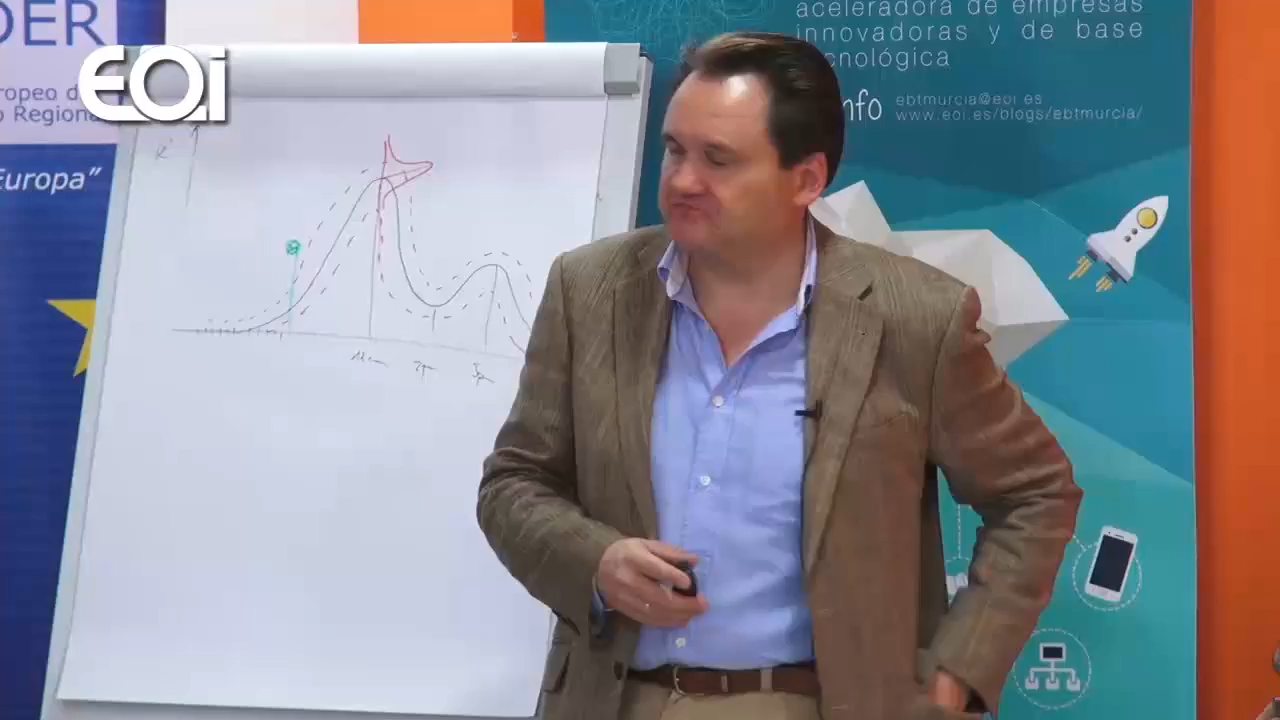 DER
EOi
ropeo d
o Regiona
Europa”
aceleradora de empresas
innovadoras y de base
cnológica
nfo
ebtmurcia@eoi.es
www.eoi.es/blogs/ebtmurcia/